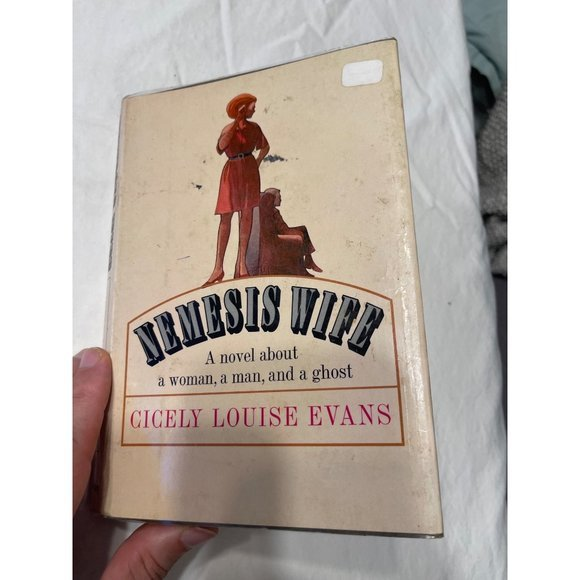 NEMESIS WIFE
A novel about
a woman, a man, and a ghost
CICELY LOUISE EVANS